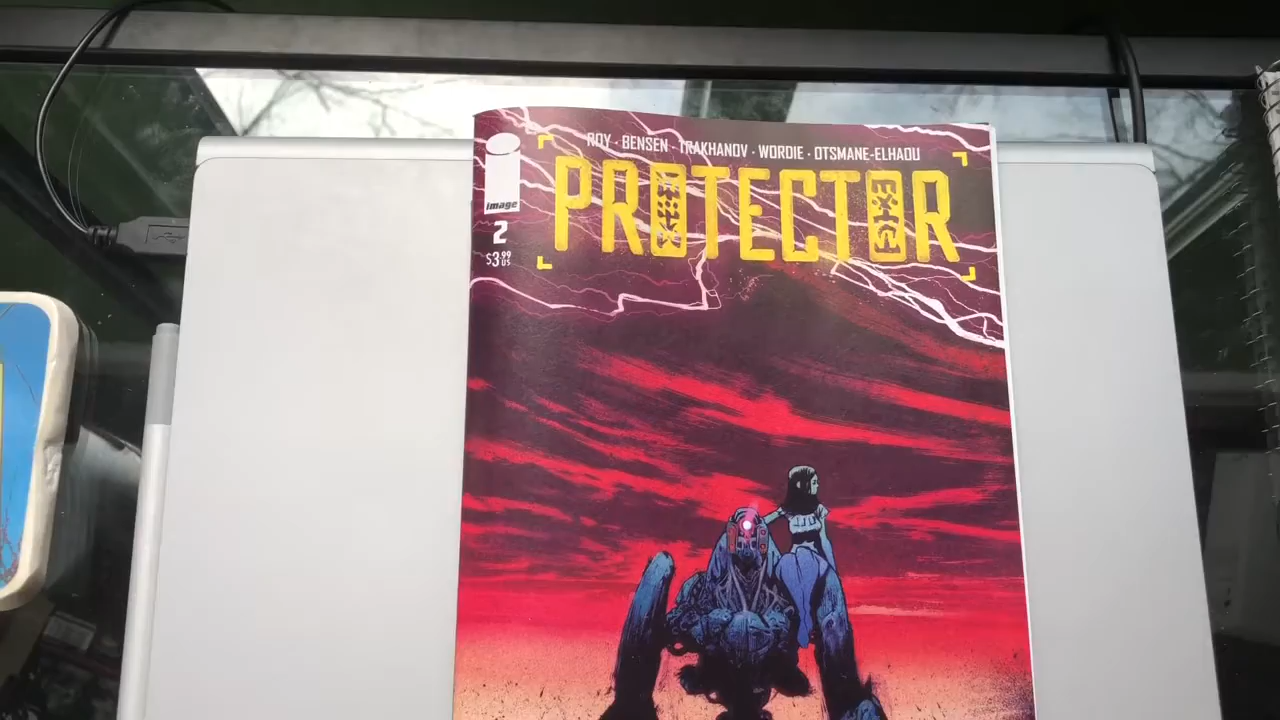 ROY · BENSEN · TRAKHANOV · WORDIE · OTSMANE-ELHAOU
PROTECTOR
image
2
$3.99
US